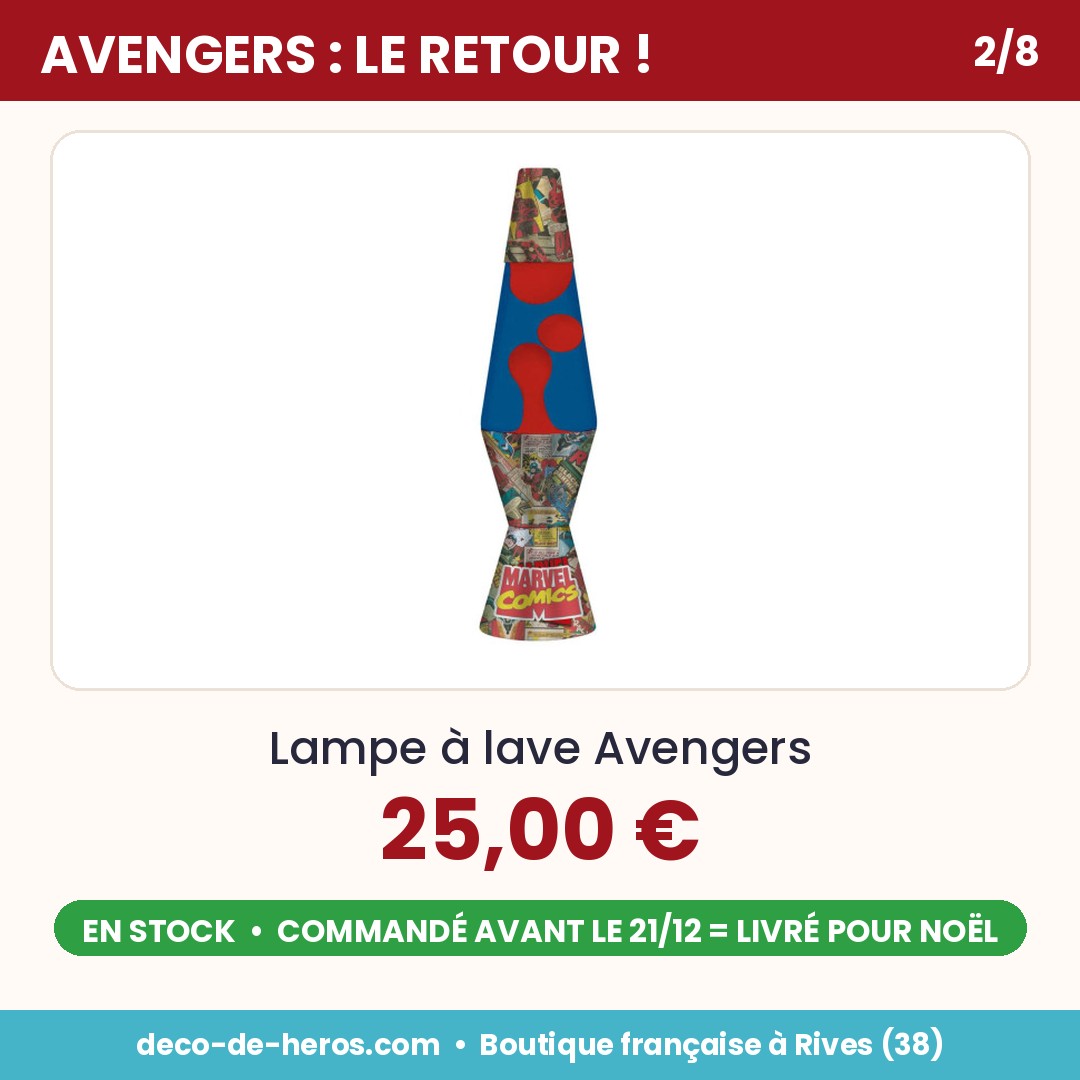 AVENGERS : LE RETOUR !
2/8
MARVEL
COMICS
Lampe à lave Avengers
25,00 €
EN STOCK • COMMANDÉ AVANT LE 21/12 = LIVRÉ POUR NOËL
deco-de-heros.com • Boutique française à Rives (38)